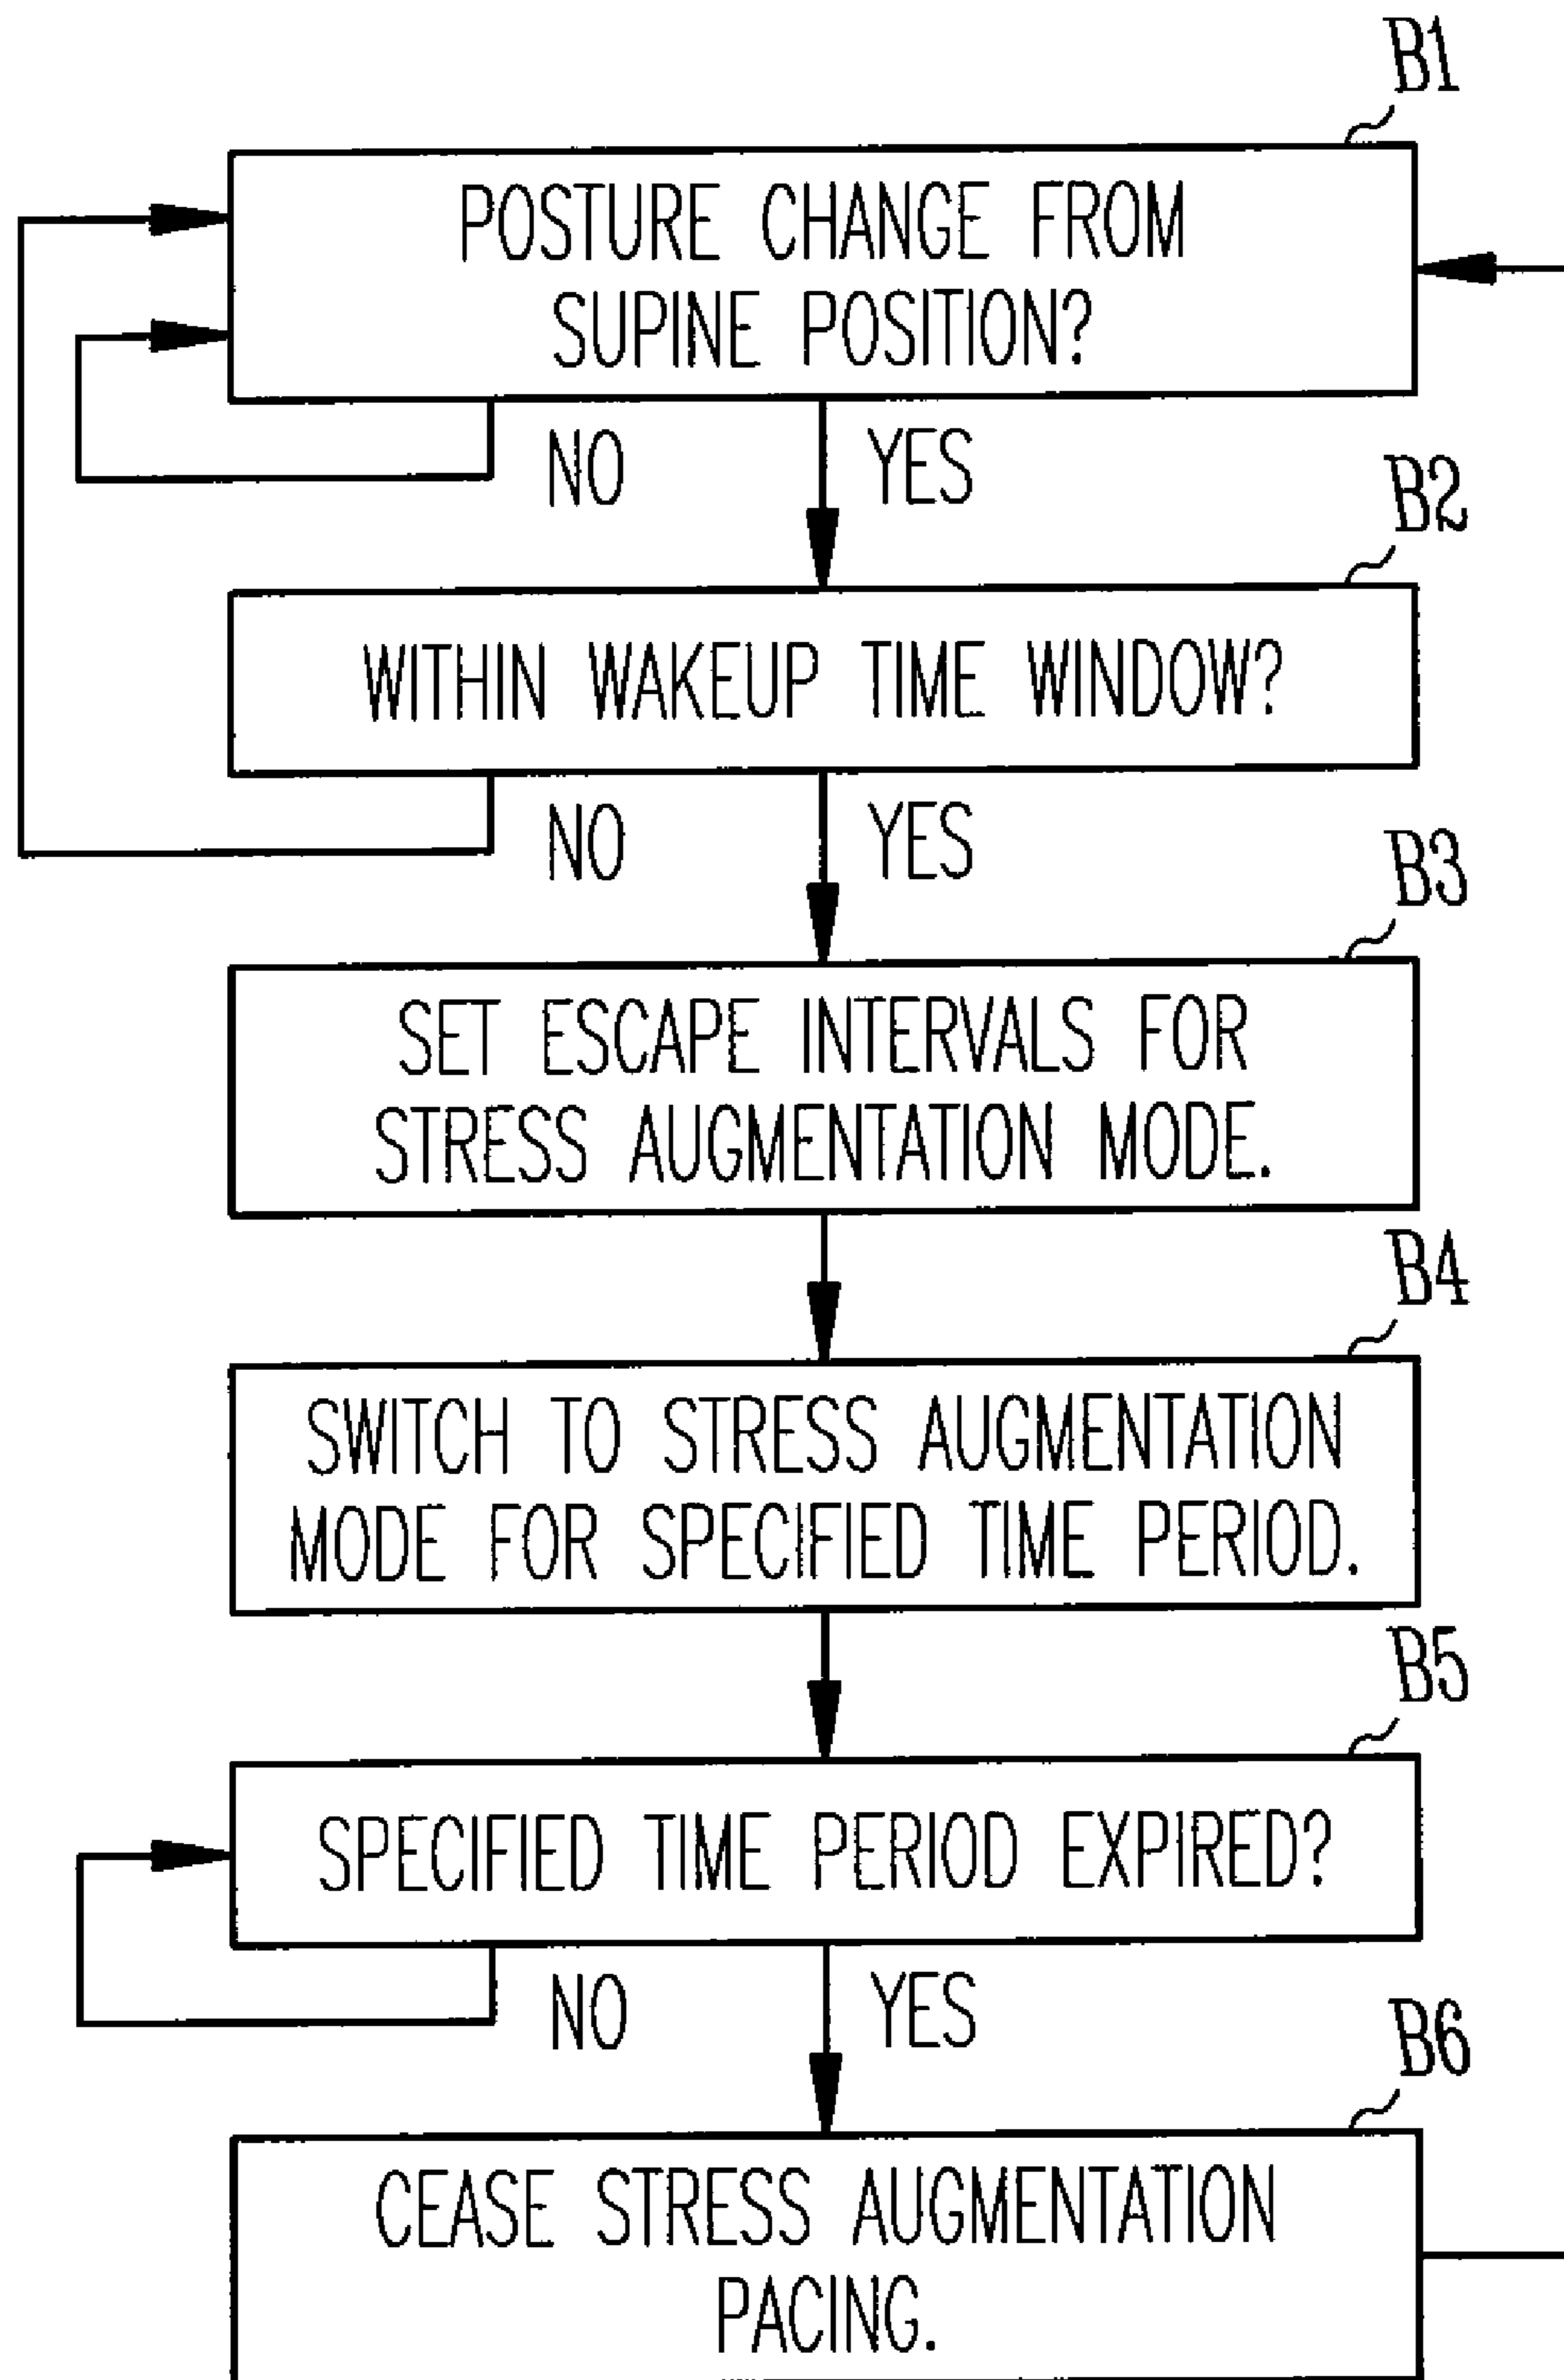 B1
POSTURE CHANGE FROM
SUPINE POSITION?
NO
YES
B2
WITHIN WAKEUP TIME WINDOW?
NO
YES
B3
SET ESCAPE INTERVALS FOR
STRESS AUGMENTATION MODE.
B4
SWITCH TO STRESS AUGMENTATION
MODE FOR SPECIFIED TIME PERIOD.
B5
SPECIFIED TIME PERIOD EXPIRED?
NO
YES
B6
CEASE STRESS AUGMENTATION
PACING.